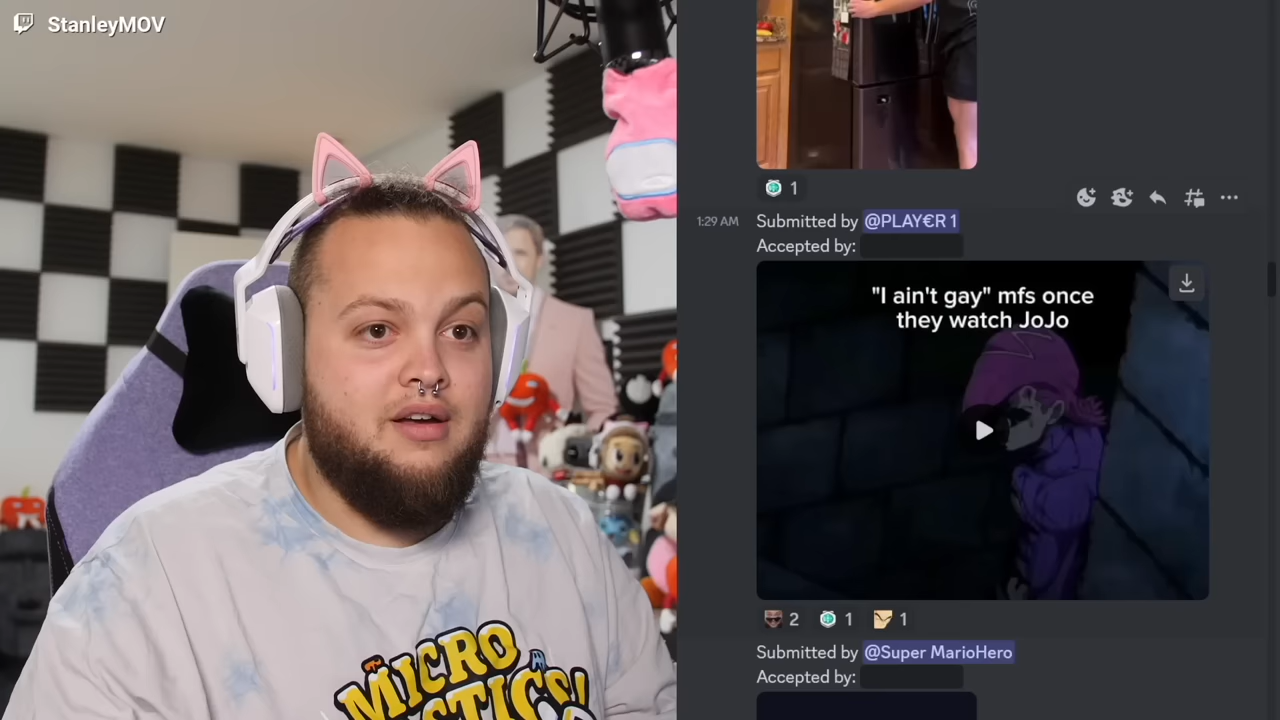 StanleyMOV
1
1:29 AM
Submitted by @PLAY€R 1
Accepted by:
"I ain't gay" mfs once
they watch JoJo
2
1
1
Submitted by @Super MarioHero
Accepted by:
MICRO